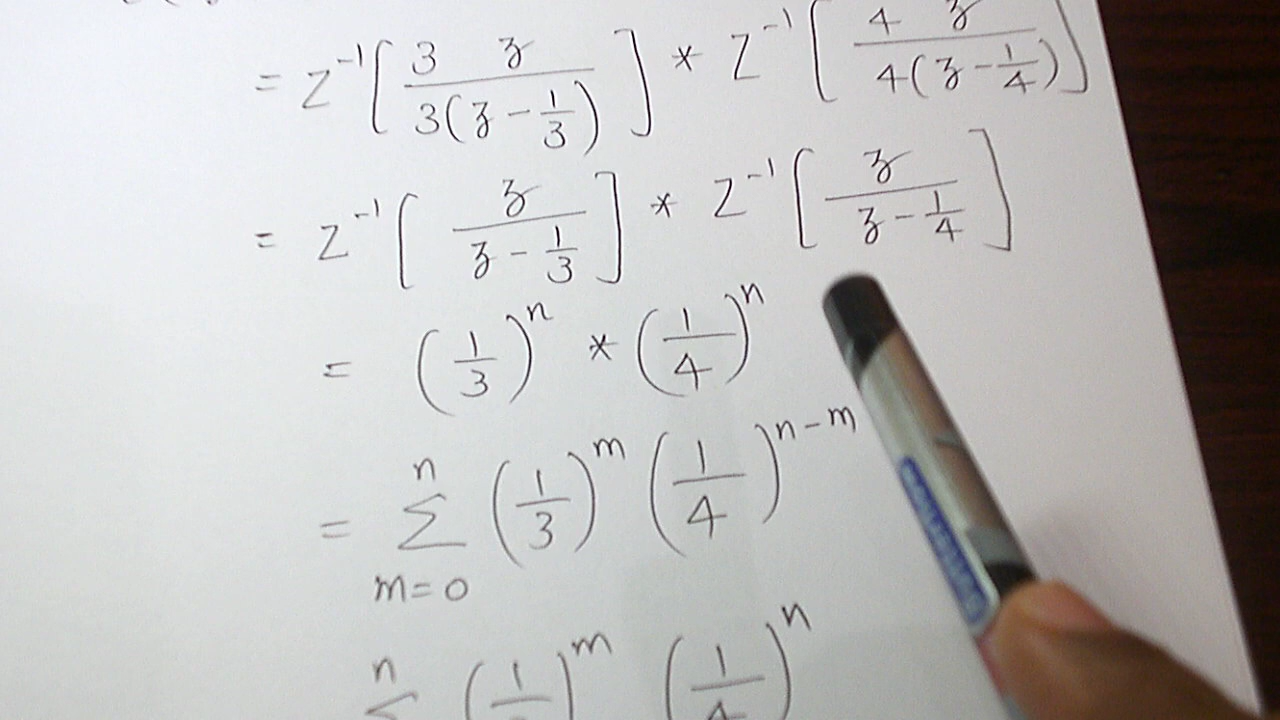 = Z⁻¹[ 3 z / 3(z - 1/3) ] * Z⁻¹[ 4 z / 4(z - 1/4) ]
= Z⁻¹[ z / (z - 1/3) ] * Z⁻¹[ z / (z - 1/4) ]
= (1/3)ⁿ * (1/4)ⁿ
= Σ_{m=0}^{n} (1/3)^m (1/4)^{n-m}